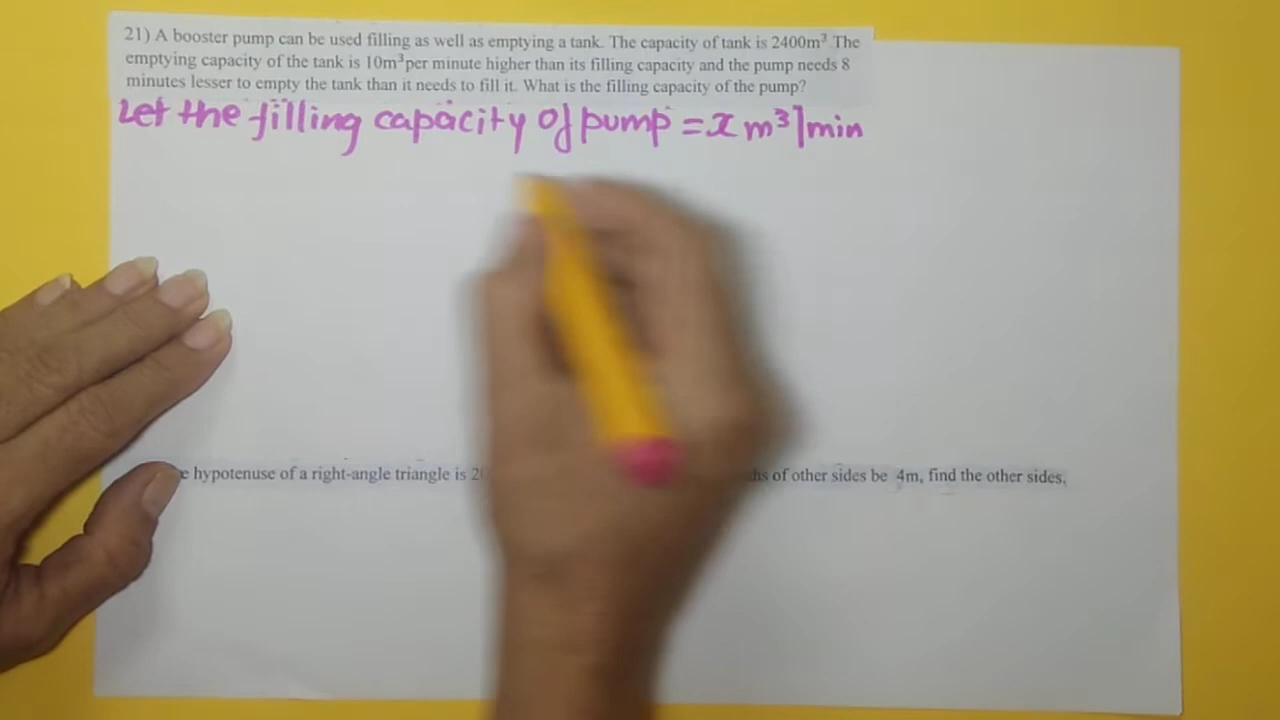 21) A booster pump can be used filling as well as emptying a tank. The capacity of tank is 2400m³ The
emptying capacity of the tank is 10m³per minute higher than its filling capacity and the pump needs 8
minutes lesser to empty the tank than it needs to fill it. What is the filling capacity of the pump?
Let the filling capacity of pump = x m³/min
hypotenuse of a right-angle triangle is of other sides be 4m, find the other sides,